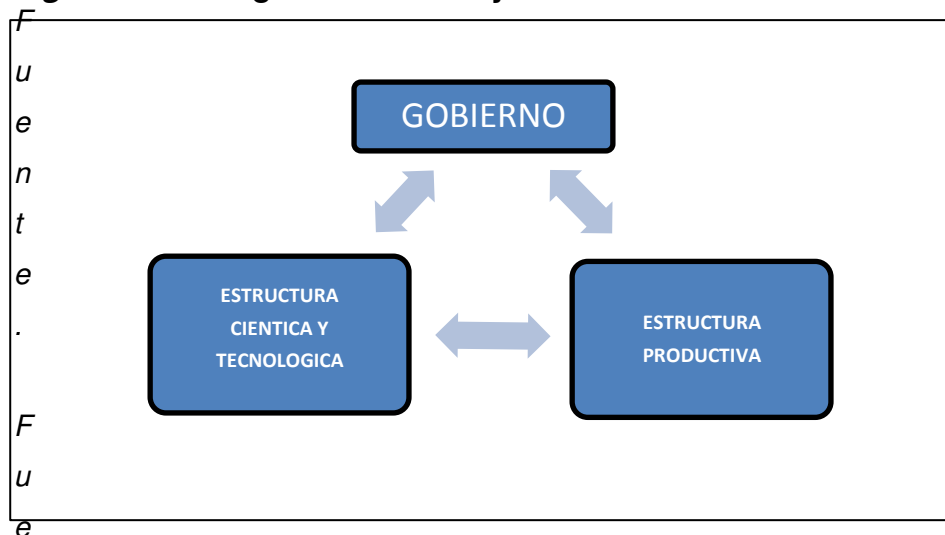 F
u
e
n
t
e
.
F
u
e
GOBIERNO
ESTRUCTURA
CIENTICA Y
TECNOLOGICA
ESTRUCTURA
PRODUCTIVA